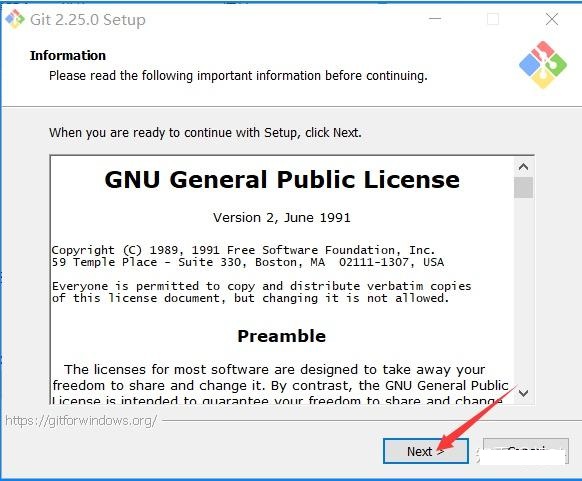 Git 2.25.0 Setup
Information
Please read the following important information before continuing.
When you are ready to continue with Setup, click Next.
GNU General Public License
Version 2, June 1991
Copyright (C) 1989, 1991 Free Software Foundation, Inc.
59 Temple Place - Suite 330, Boston, MA  02111-1307, USA
Everyone is permitted to copy and distribute verbatim copies
of this license document, but changing it is not allowed.
Preamble
The licenses for most software are designed to take away your
freedom to share and change it. By contrast, the GNU General Public
License is intended to guarantee your freedom to share and change
https://gitforwindows.org/
Next >